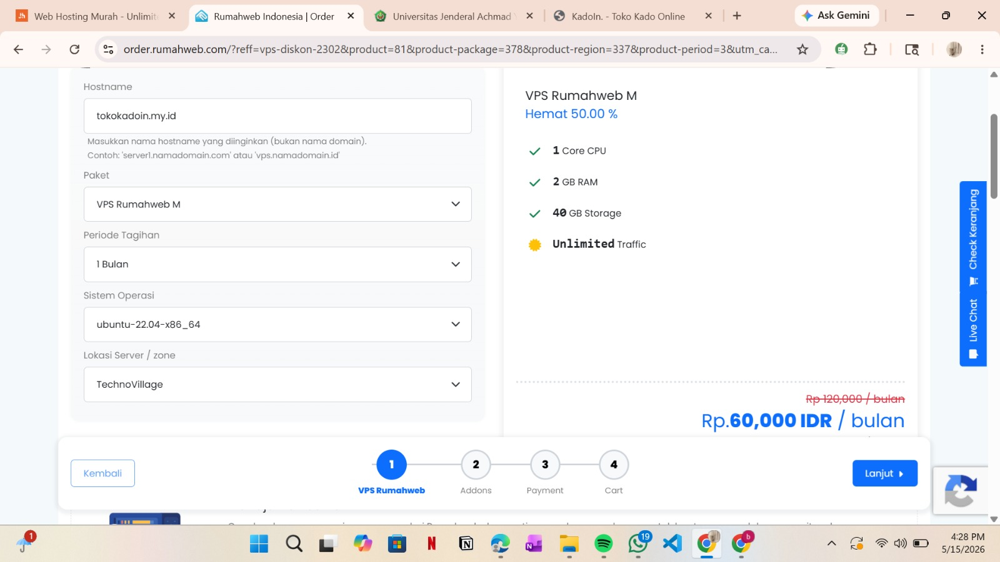 Web Hosting Murah - Unlimite
Rumahweb Indonesia | Order
Universitas Jenderal Achmad Y
KadoIn. - Toko Kado Online
Ask Gemini
order.rumahweb.com/?reff=vps-diskon-2302&product=81&product-package=378&product-region=337&product-period=3&utm_ca...
Hostname
tokokadoin.my.id
Masukkan nama hostname yang diinginkan (bukan nama domain).
Contoh: 'server1.namadomain.com' atau 'vps.namadomain.id'
Paket
VPS Rumahweb M
Periode Tagihan
1 Bulan
Sistem Operasi
ubuntu-22.04-x86_64
Lokasi Server / zone
TechnoVillage
VPS Rumahweb M
Hemat 50.00 %
1 Core CPU
2 GB RAM
40 GB Storage
Unlimited Traffic
Rp 120,000 / bulan
Rp.60,000 IDR / bulan
Check Keranjang
Live Chat
Kembali
1
VPS Rumahweb
2
Addons
3
Payment
4
Cart
Lanjut
1
19
4:28 PM
5/15/2026